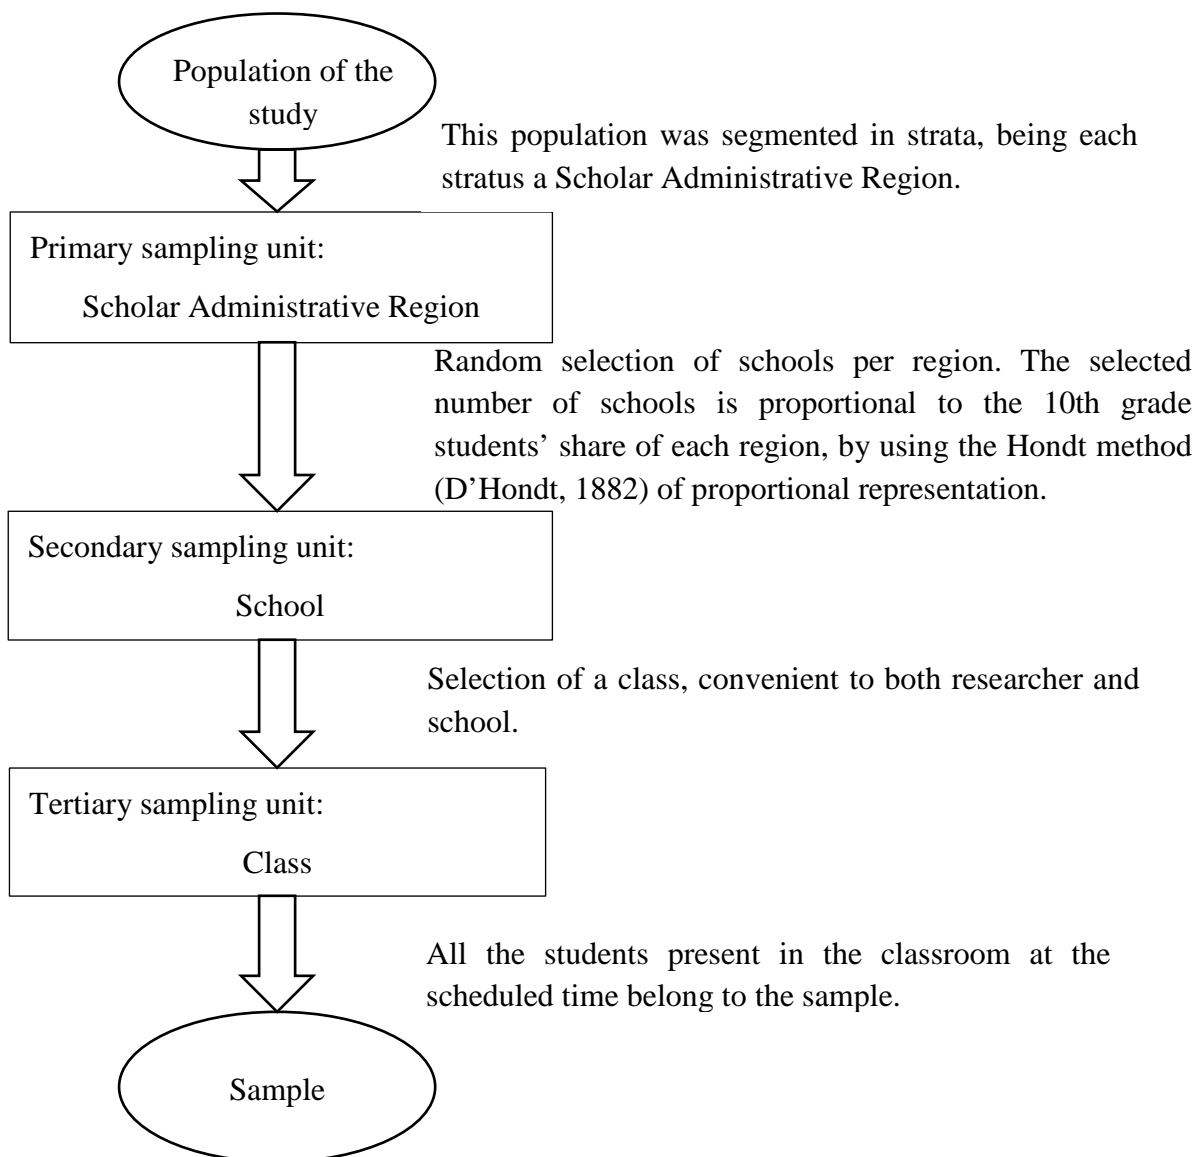 Population of the
study
This population was segmented in strata, being each
stratus a Scholar Administrative Region.
Primary sampling unit:
Scholar Administrative Region
Random selection of schools per region. The selected
number of schools is proportional to the 10th grade
students’ share of each region, by using the Hondt method
(D’Hondt, 1882) of proportional representation.
Secondary sampling unit:
School
Selection of a class, convenient to both researcher and
school.
Tertiary sampling unit:
Class
All the students present in the classroom at the
scheduled time belong to the sample.
Sample